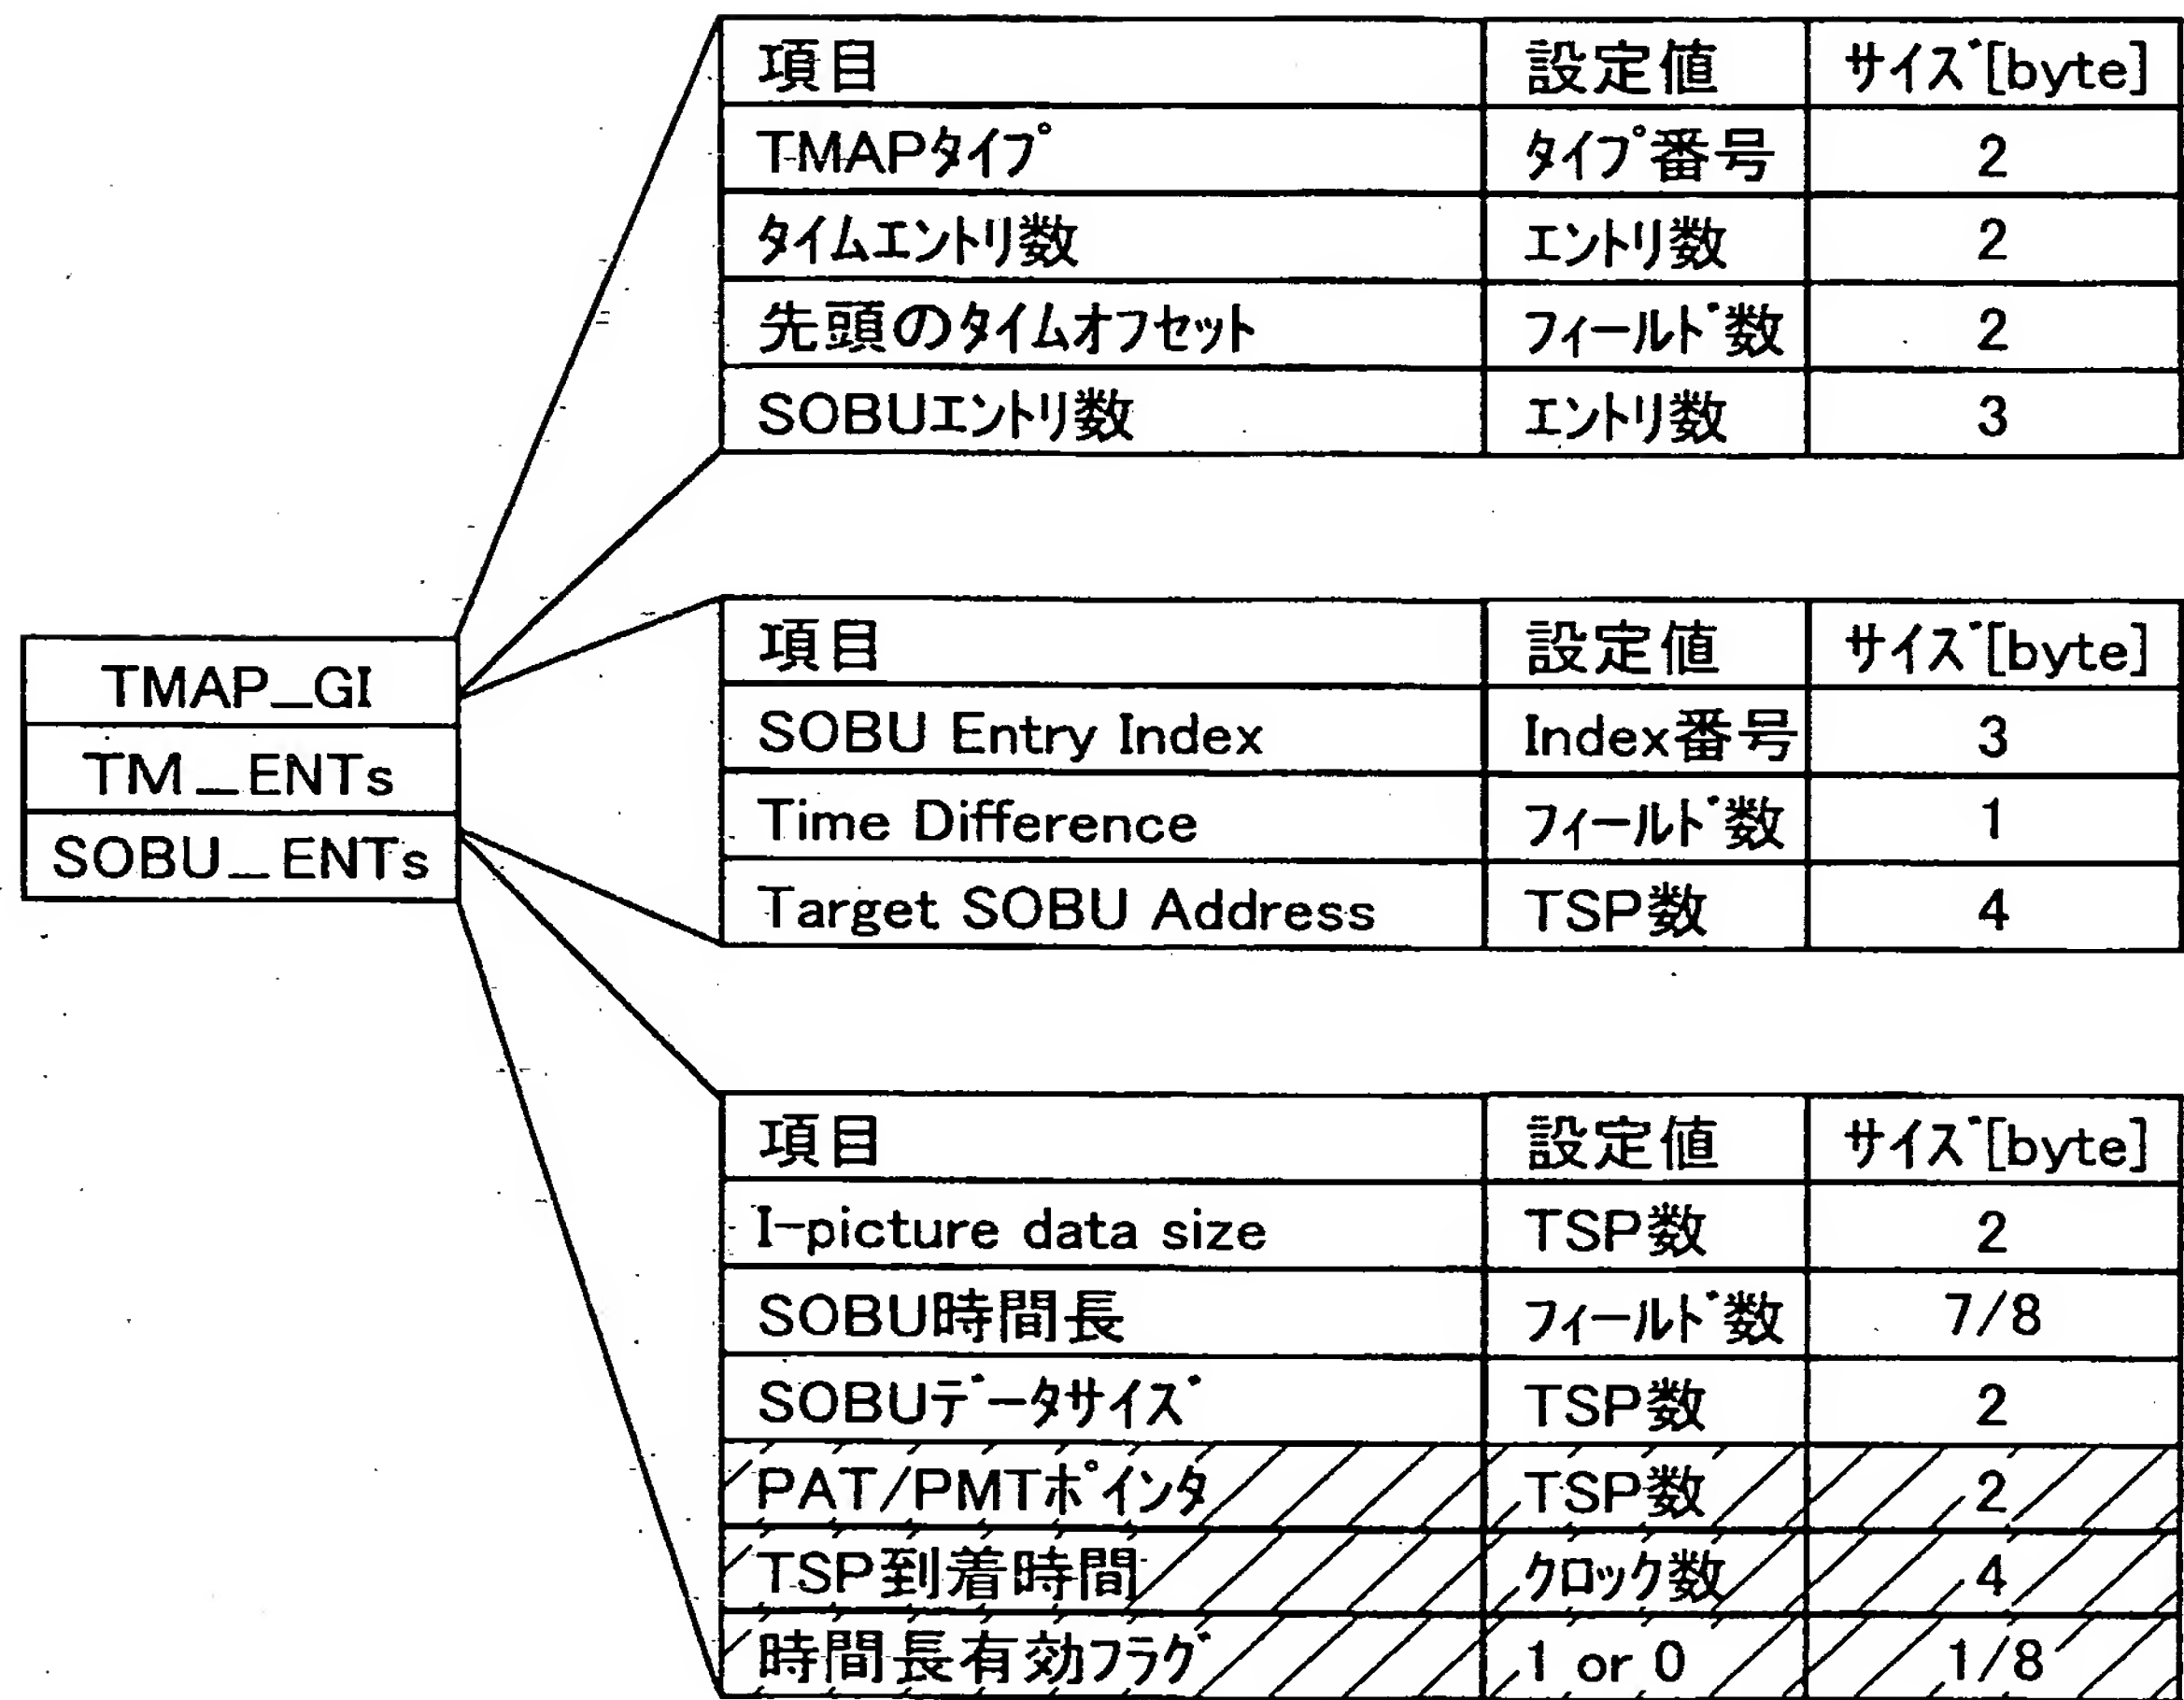 項目 設定値 サイズ[byte]
TMAPタイプ タイプ番号 2
タイムエントリ数 エントリ数 2
先頭のタイムオフセット フィールド数 2
SOBUエントリ数 エントリ数 3
TMAP_GI
TM_ENTs
SOBU_ENTs
項目 設定値 サイズ[byte]
SOBU Entry Index Index番号 3
Time Difference フィールド数 1
Target SOBU Address TSP数 4
項目 設定値 サイズ[byte]
I-picture data size TSP数 2
SOBU時間長 フィールド数 7/8
SOBUデータサイズ TSP数 2
PAT/PMTポインタ TSP数 2
TSP到着時間 クロック数 4
時間長有効フラグ 1 or 0 1/8